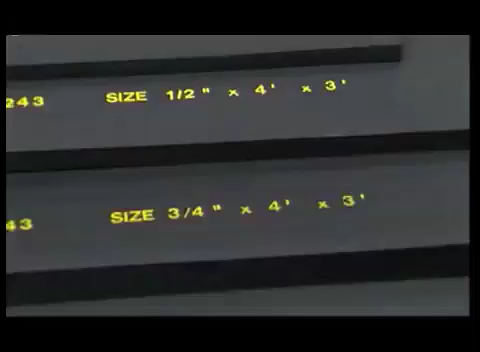 243 SIZE 1/2" x 4' x 3'
43 SIZE 3/4" x 4' x 3'